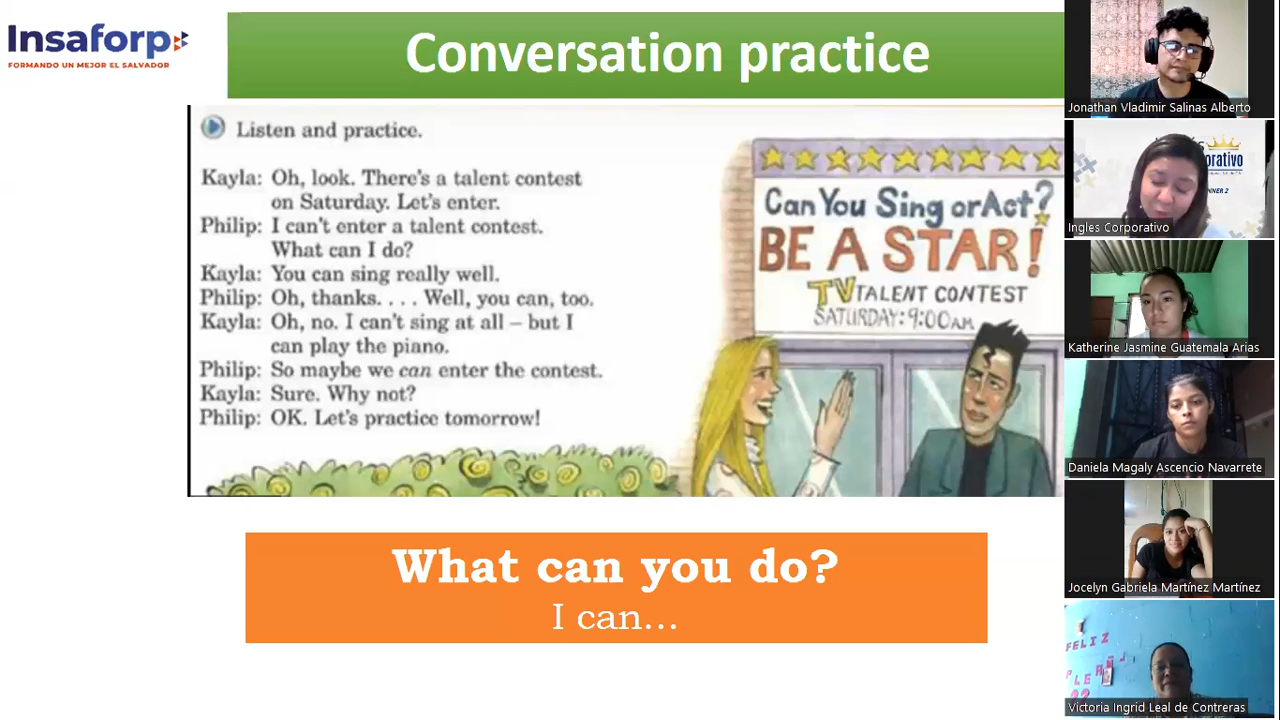 Insaforp
FORMANDO UN MEJOR EL SALVADOR
Conversation practice
Listen and practice.
Kayla: Oh, look. There's a talent contest
on Saturday. Let's enter.
Philip: I can't enter a talent contest.
What can I do?
Kayla: You can sing really well.
Philip: Oh, thanks. . . . Well, you can, too.
Kayla: Oh, no. I can't sing at all – but I
can play the piano.
Philip: So maybe we can enter the contest.
Kayla: Sure. Why not?
Philip: OK. Let's practice tomorrow!
Can You Sing or Act?
BE A STAR!
TV TALENT CONTEST
SATURDAY: 9:00 AM
What can you do?
I can...
Jonathan Vladimir Salinas Alberto
Ingles Corporativo
Katherine Jasmine Guatemala Arias
Daniela Magaly Ascencio Navarrete
Jocelyn Gabriela Martínez Martínez
FELIZ
Victoria Ingrid Leal de Contreras